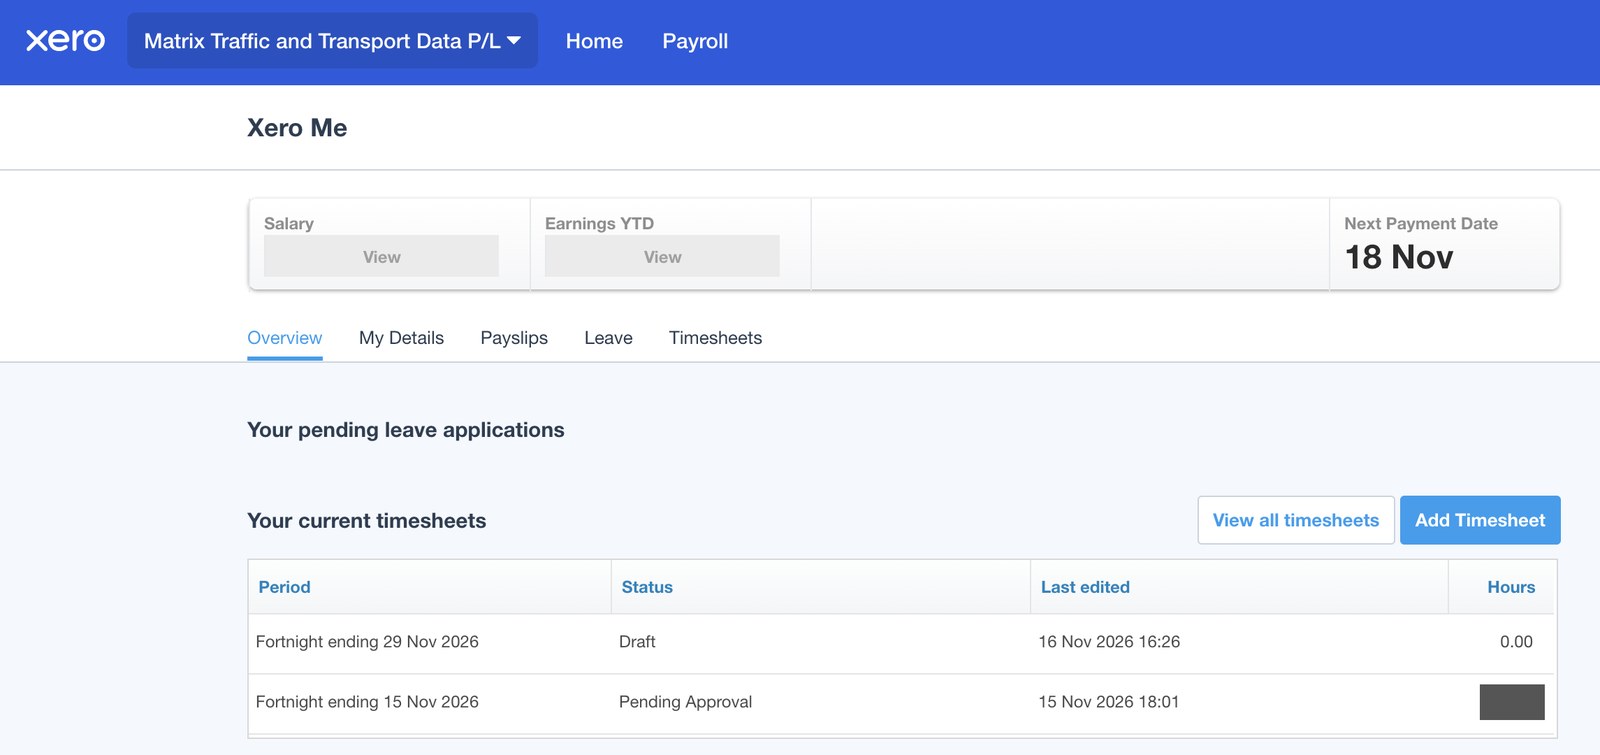 xero Matrix Traffic and Transport Data P/L Home Payroll
Xero Me
Salary Earnings YTD Next Payment Date
View View 18 Nov
Overview My Details Payslips Leave Timesheets
Your pending leave applications
Your current timesheets View all timesheets Add Timesheet
Period Status Last edited Hours
Fortnight ending 29 Nov 2026 Draft 16 Nov 2026 16:26 0.00
Fortnight ending 15 Nov 2026 Pending Approval 15 Nov 2026 18:01